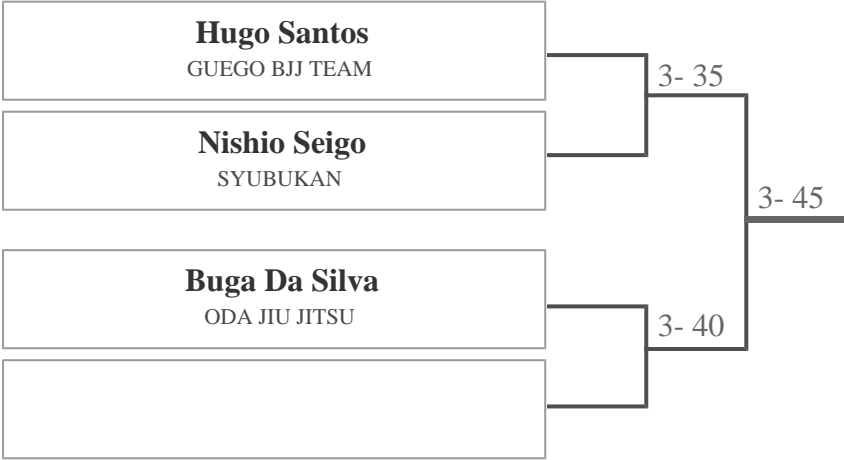 Hugo Santos
GUEGO BJJ TEAM
3- 35
Nishio Seigo
SYUBUKAN
3- 45
Buga Da Silva
ODA JIU JITSU
3- 40